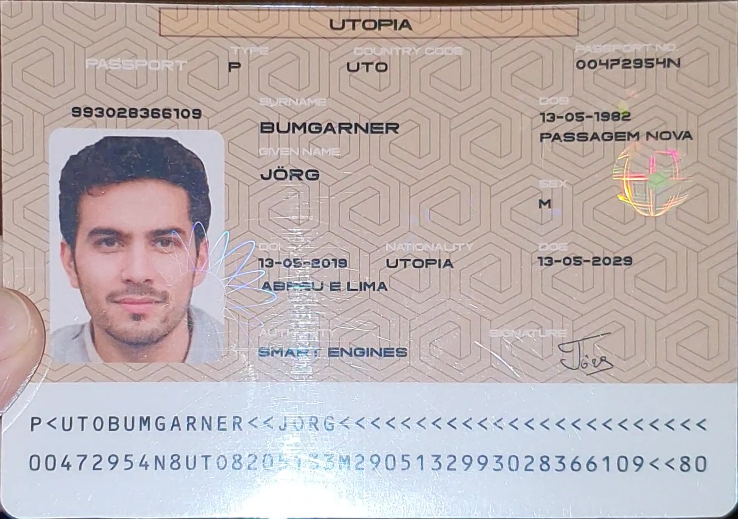 UTOPIA
PASSPORT
TYPE
P
COUNTRY CODE
UTO
PASSPORT NO.
00472954N
993028366109
SURNAME
BUMGARNER
GIVEN NAME
JÖRG
DOB
13-05-1982
PASSAGEM NOVA
SEX
M
DOI
13-05-2019
ABREU E LIMA
NATIONALITY
UTOPIA
DOE
13-05-2029
AUTHORITY
SMART ENGINES
SIGNATURE
Jörg
P<UTOBUMGARNER<<JORG<<<<<<<<<<<<<<<<<<<<<<<<
00472954N8UTO8205133M2905132993028366109<<80